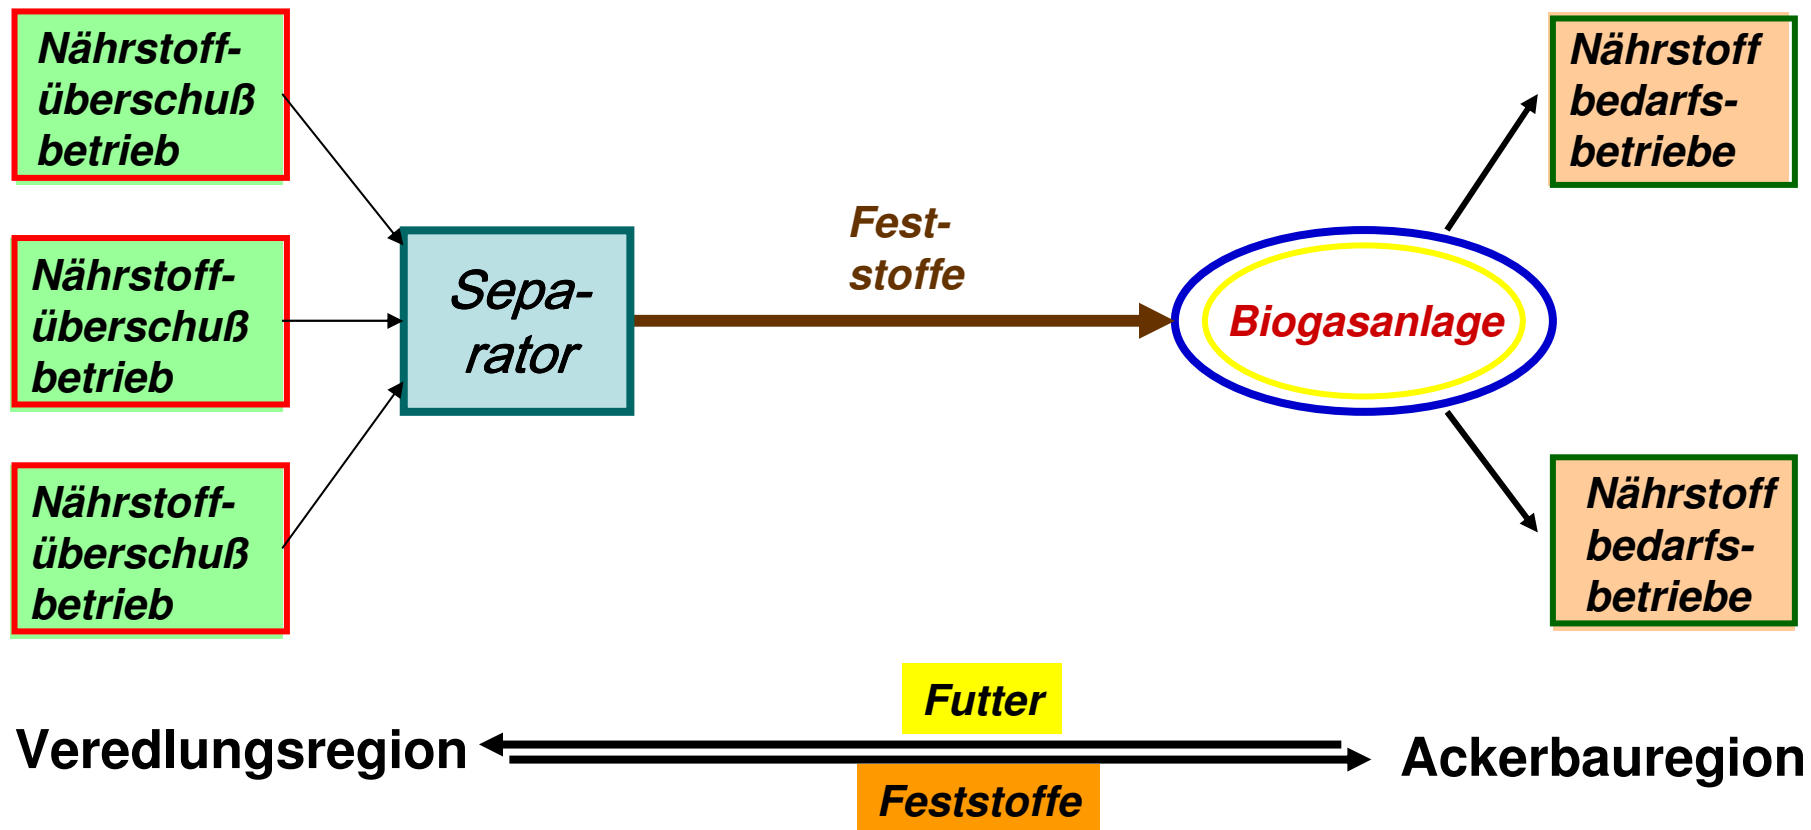 Nährstoff-
überschuß
betrieb
Nährstoff-
überschuß
betrieb
Nährstoff-
überschuß
betrieb
Sepa-
rator
Fest-
stoffe
Biogasanlage
Nährstoff
bedarfs-
betriebe
Nährstoff
bedarfs-
betriebe
Futter
Veredlungsregion
Ackerbauregion
Feststoffe